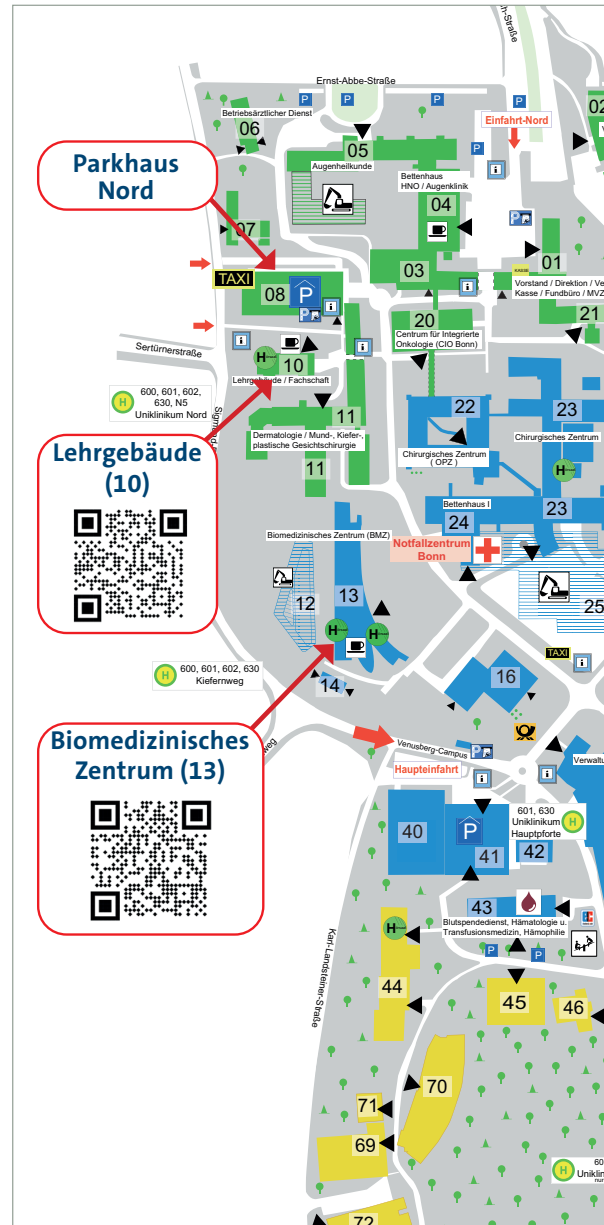 Ernst-Abbe-Straße
P
P
P
P
Betriebsärztlicher Dienst
06
Einfahrt-Nord
02
05
Augenheilkunde
Bettenhaus
HNO / Augenklinik
04
P
i
Parkhaus
Nord
07
P
03
KASSE
01
Vorstand / Direktion / Ve
Kasse / Fundbüro / MVZ
TAXI
08
P
P
i
i
20
Centrum für Integrierte
Onkologie (CIO Bonn)
21
i
i
Sertürnerstraße
H
10
Lehrgebäude / Fachschaft
H
600, 601, 602,
630, N5
Uniklinikum Nord
11
Dermatologie / Mund-, Kiefer-,
plastische Gesichtschirurgie
11
22
23
Chirurgisches Zentrum
Chirurgisches Zentrum
( OPZ )
H
Lehrgebäude
(10)
Bettenhaus I
24
23
Biomedizinisches Zentrum (BMZ)
Notfallzentrum
Bonn
12
13
25
H
H
TAXI
i
H
600, 601, 602, 630
Kiefernweg
14
16
Biomedizinisches
Zentrum (13)
weg
Venusberg-Campus
P
Haupteinfahrt
i
i
Verwaltu
40
P
41
601, 630
Uniklinikum
Hauptpforte
H
42
43
Blutspendedienst, Hämatologie u.
Transfusionsmedizin, Hämophilie
H
P
P
Karl-Landsteiner-Straße
44
45
46
70
71
69
H
60
Uniklin
nur
72